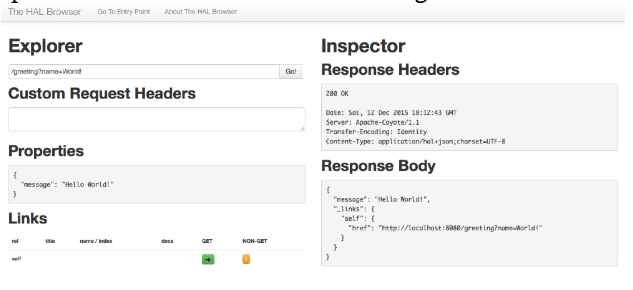 The HAL Browser Go To Entry Point About The HAL Browser
Explorer
/greeting?name=World! Go!
Custom Request Headers
Properties
{
"message": "Hello World!"
}
Links
rel title name / index docs GET NON-GET
self
Inspector
Response Headers
200 OK
Date: Sat, 12 Dec 2015 18:12:43 GMT
Server: Apache-Coyote/1.1
Transfer-Encoding: Identity
Content-Type: application/hal+json;charset=UTF-8
Response Body
{
"message": "Hello World!",
"_links": {
"self": {
"href": "http://localhost:8080/greeting?name=World!"
}
}
}